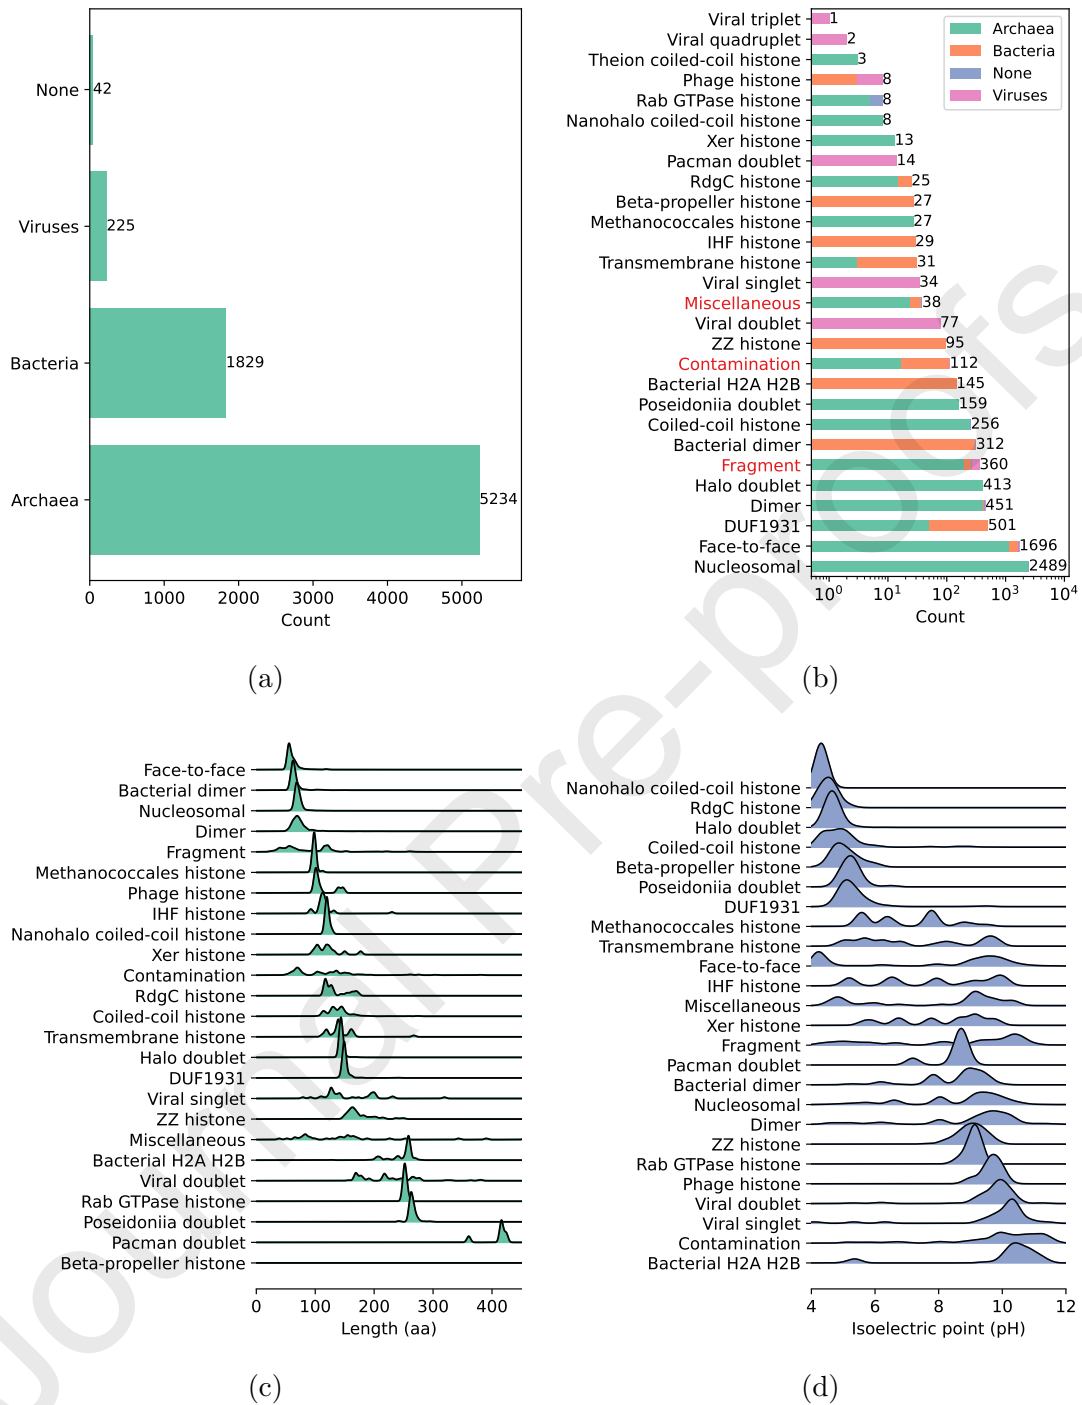 None
42
Viruses
225
Bacteria
1829
Archaea
5234
0 1000 2000 3000 4000 5000
Count
(a)
Viral triplet 1
Viral quadruplet 2
Theion coiled-coil histone 3
Phage histone 8
Rab GTPase histone 8
Nanohalo coiled-coil histone 8
Xer histone 13
Pacman doublet 14
RdgC histone 25
Beta-propeller histone 27
Methanococcales histone 27
IHF histone 29
Transmembrane histone 31
Viral singlet 34
Miscellaneous 38
Viral doublet 77
ZZ histone 95
Contamination 112
Bacterial H2A H2B 145
Poseidoniia doublet 159
Coiled-coil histone 256
Bacterial dimer 312
Fragment 360
Halo doublet 413
Dimer 451
DUF1931 501
Face-to-face 1696
Nucleosomal 2489
Archaea
Bacteria
None
Viruses
10⁰ 10¹ 10² 10³ 10⁴
Count
(b)
Face-to-face
Bacterial dimer
Nucleosomal
Dimer
Fragment
Methanococcales histone
Phage histone
IHF histone
Nanohalo coiled-coil histone
Xer histone
Contamination
RdgC histone
Coiled-coil histone
Transmembrane histone
Halo doublet
DUF1931
Viral singlet
ZZ histone
Miscellaneous
Bacterial H2A H2B
Viral doublet
Rab GTPase histone
Poseidoniia doublet
Pacman doublet
Beta-propeller histone
0 100 200 300 400
Length (aa)
(c)
Nanohalo coiled-coil histone
RdgC histone
Halo doublet
Coiled-coil histone
Beta-propeller histone
Poseidoniia doublet
DUF1931
Methanococcales histone
Transmembrane histone
Face-to-face
IHF histone
Miscellaneous
Xer histone
Fragment
Pacman doublet
Bacterial dimer
Nucleosomal
Dimer
ZZ histone
Rab GTPase histone
Phage histone
Viral doublet
Viral singlet
Contamination
Bacterial H2A H2B
4 6 8 10 12
Isoelectric point (pH)
(d)
Journal Pre-proofs